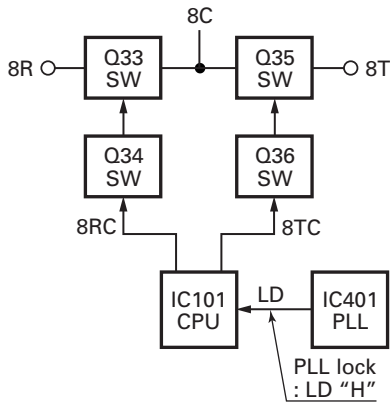 8C
8R
Q33
SW
Q35
SW
8T
Q34
SW
Q36
SW
8RC
8TC
IC101
CPU
LD
IC401
PLL
PLL lock
: LD “H”